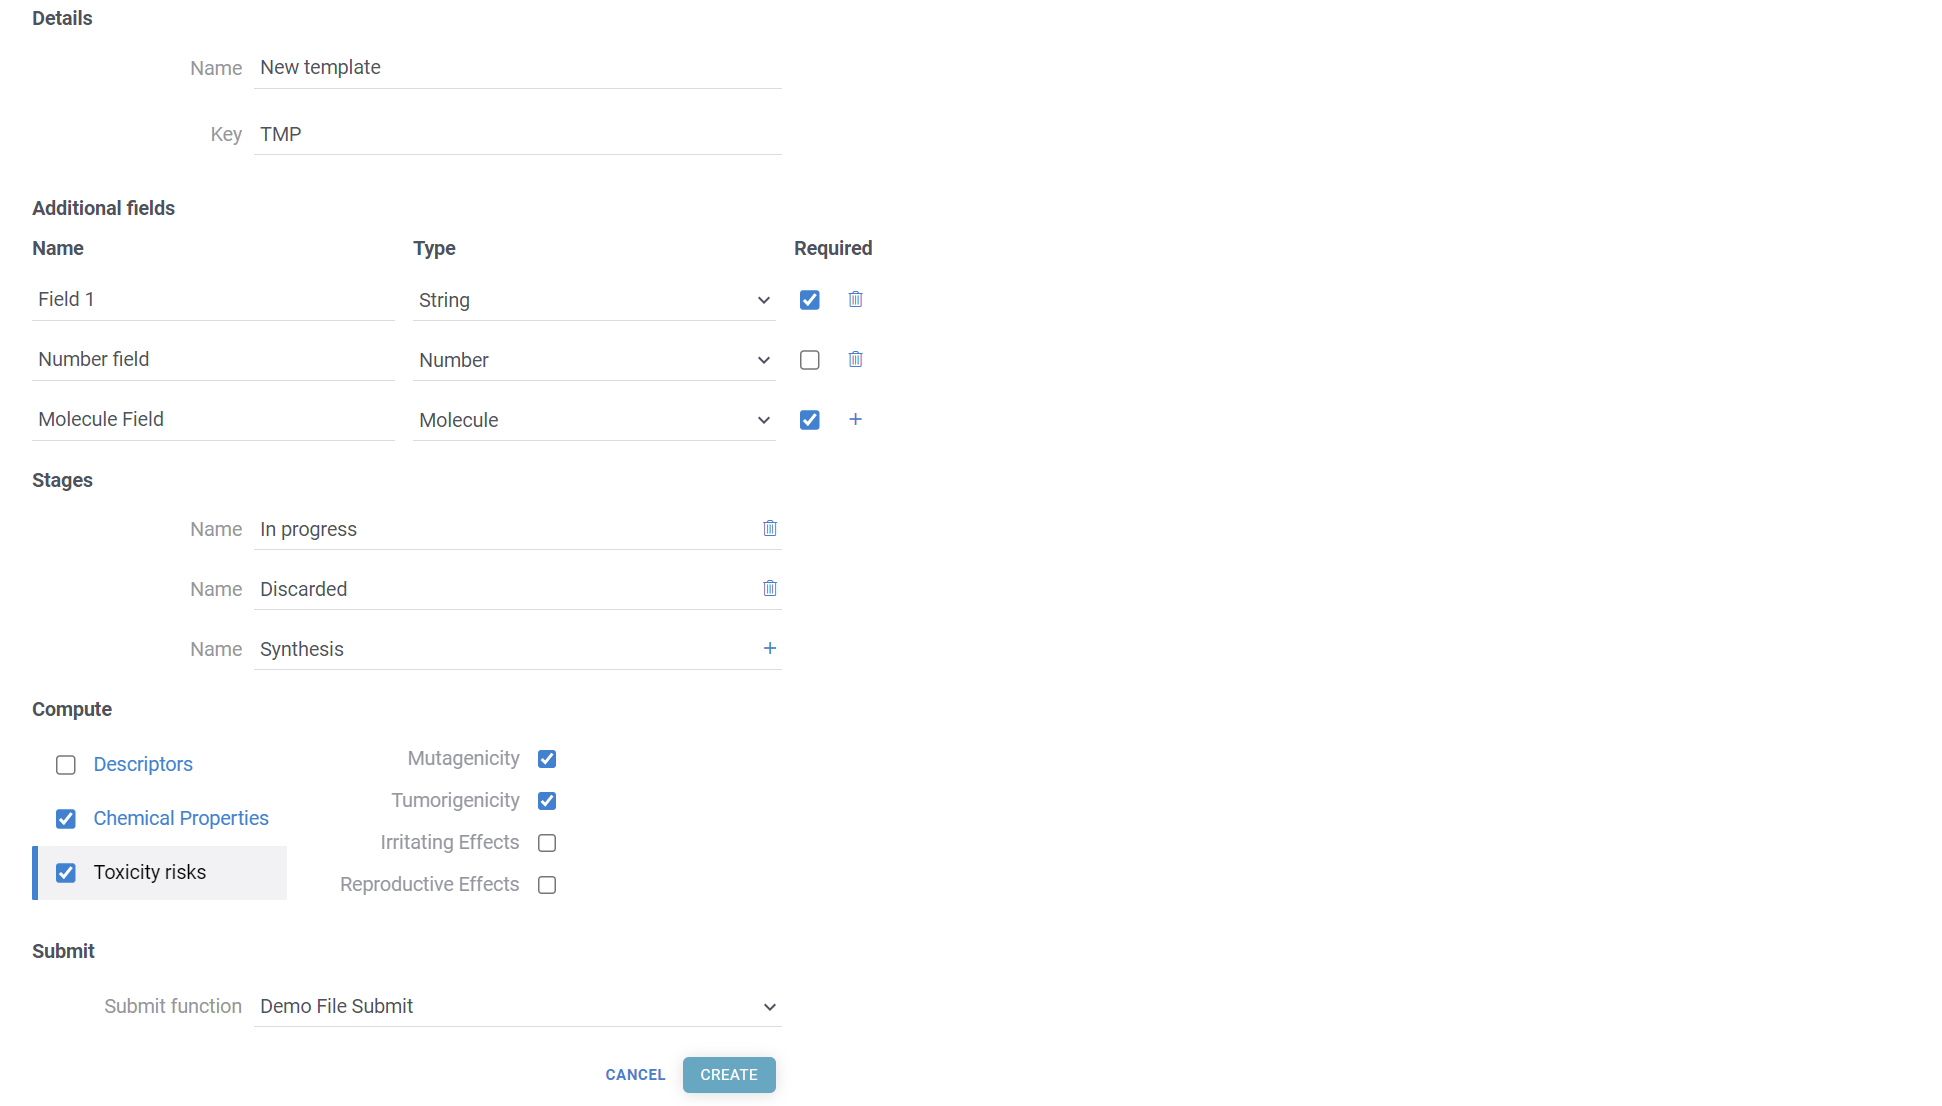 Details
Name New template
Key TMP
Additional fields
Name Type Required
Field 1 String
Number field Number
Molecule Field Molecule
Stages
Name In progress
Name Discarded
Name Synthesis
Compute
Descriptors
Chemical Properties
Toxicity risks
Mutagenicity
Tumorigenicity
Irritating Effects
Reproductive Effects
Submit
Submit function Demo File Submit
CANCEL CREATE